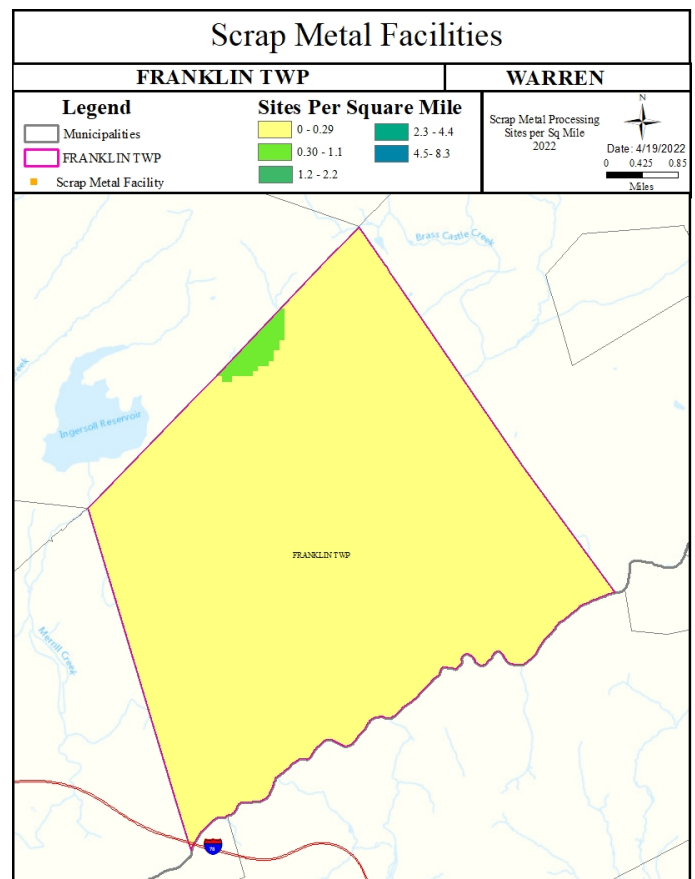 Scrap Metal Facilities
FRANKLIN TWP
WARREN
Legend
Municipalities
FRANKLIN TWP
Scrap Metal Facility
Sites Per Square Mile
0 - 0.29
0.30 - 1.1
1.2 - 2.2
2.3 - 4.4
4.5- 8.3
Scrap Metal Processing
Sites per Sq Mile
2022
N
Date: 4/19/2022
0 0.425 0.85
Miles
Brass Castle Creek
eek
Ingersoll Reservoir
FRANKLIN TWP
Merrill Creek
78